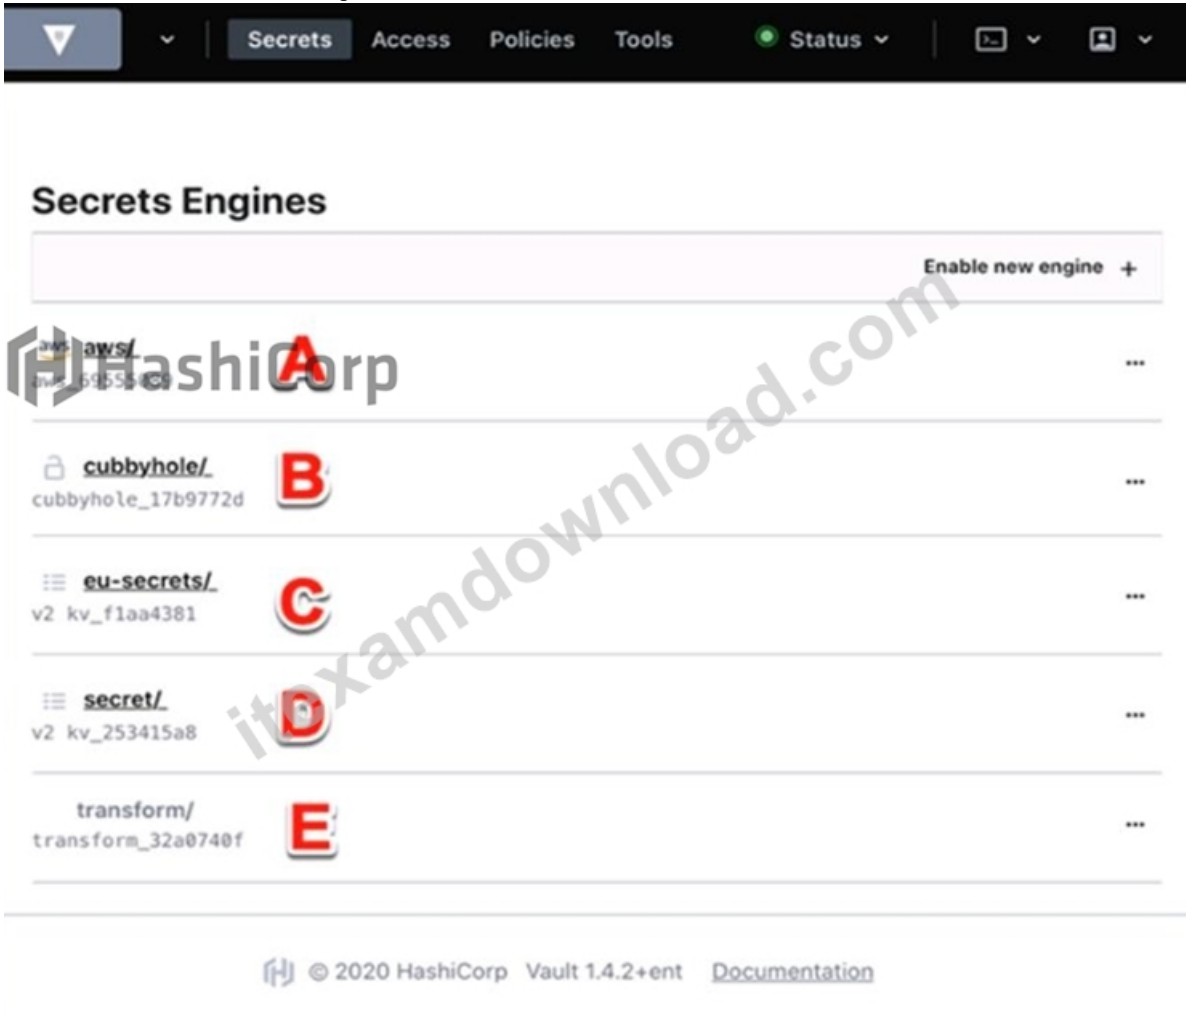 Secrets Access Policies Tools Status
Secrets Engines
Enable new engine +
aws aws/
HashiCorp
A
cubbyhole/
B
cubbyhole_17b9772d
eu-secrets/
C
v2 kv_f1aa4381
secret/
D
v2 kv_253415a8
transform/
E
transform_32a0740f
itexamdownload.com
© 2020 HashiCorp Vault 1.4.2+ent Documentation